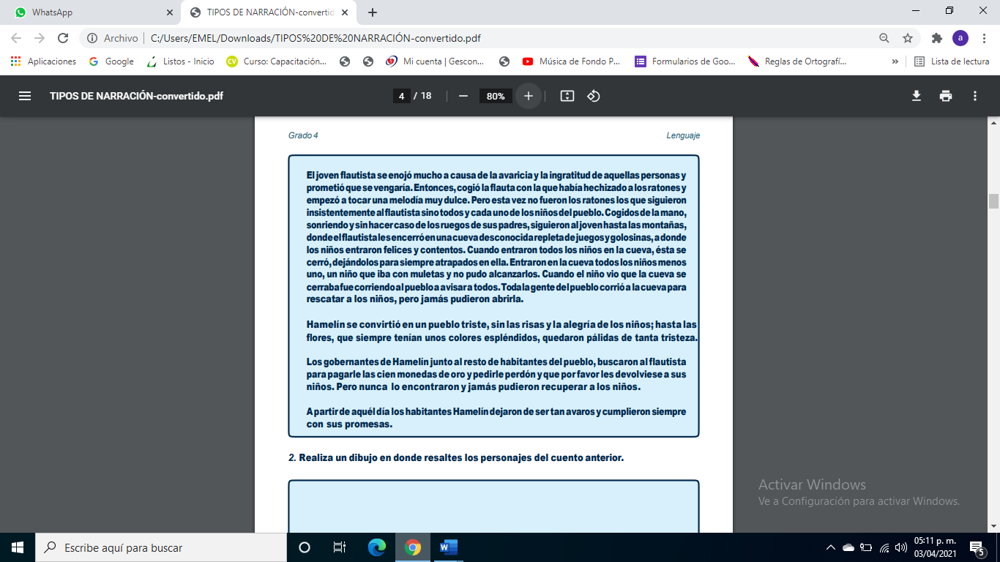 WhatsApp
TIPOS DE NARRACIÓN-convertid
Archivo
C:/Users/EMEL/Downloads/TIPOS%20DE%20NARRACIÓN-convertido.pdf
a
Aplicaciones
Google
Listos - Inicio
CV
Curso: Capacitación...
Mi cuenta | Gescon...
Música de Fondo P...
Formularios de Goo...
Reglas de Ortografí...
»
Lista de lectura
TIPOS DE NARRACIÓN-convertido.pdf
4 / 18
80%
Grado 4
Lenguaje
El joven flautista se enojó mucho a causa de la avaricia y la ingratitud de aquellas personas y
prometió que se vengaría. Entonces, cogió la flauta con la que había hechizado a los ratones y
empezó a tocar una melodía muy dulce. Pero esta vez no fueron los ratones los que siguieron
insistentemente al flautista sino todos y cada uno de los niños del pueblo. Cogidos de la mano,
sonriendo y sin hacer caso de los ruegos de sus padres, siguieron al joven hasta las montañas,
donde el flautista les encerró en una cueva desconocida repleta de juegos y golosinas, a donde
los niños entraron felices y contentos. Cuando entraron todos los niños en la cueva, ésta se
cerró, dejándolos para siempre atrapados en ella. Entraron en la cueva todos los niños menos
uno, un niño que iba con muletas y no pudo alcanzarlos. Cuando el niño vio que la cueva se
cerraba fue corriendo al pueblo a avisar a todos. Toda la gente del pueblo corrió a la cueva para
rescatar a los niños, pero jamás pudieron abrirla.
Hamelín se convirtió en un pueblo triste, sin las risas y la alegría de los niños; hasta las
flores, que siempre tenían unos colores espléndidos, quedaron pálidas de tanta tristeza.
Los gobernantes de Hamelín junto al resto de habitantes del pueblo, buscaron al flautista
para pagarle las cien monedas de oro y pedirle perdón y que por favor les devolviese a sus
niños. Pero nunca lo encontraron y jamás pudieron recuperar a los niños.
A partir de aquél día los habitantes Hamelín dejaron de ser tan avaros y cumplieron siempre
con sus promesas.
2. Realiza un dibujo en donde resaltes los personajes del cuento anterior.
Activar Windows
Ve a Configuración para activar Windows.
Escribe aquí para buscar
05:11 p. m.
03/04/2021
5